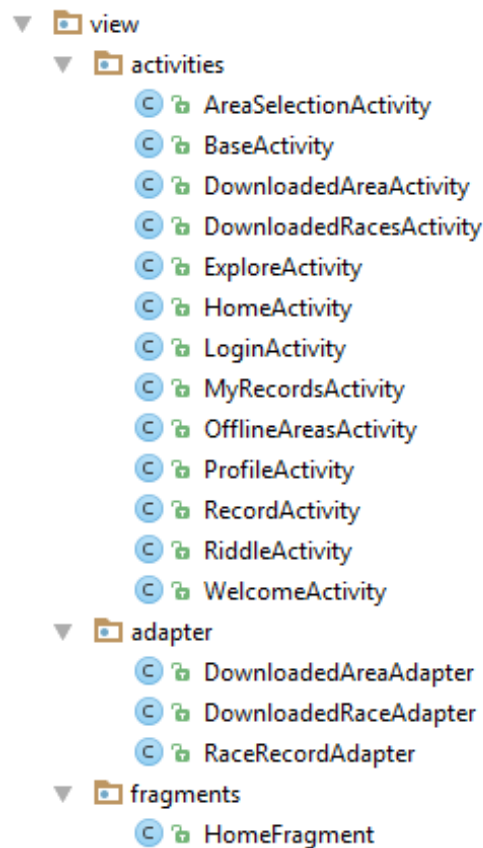 view
activities
C AreaSelectionActivity
C BaseActivity
C DownloadedAreaActivity
C DownloadedRacesActivity
C ExploreActivity
C HomeActivity
C LoginActivity
C MyRecordsActivity
C OfflineAreasActivity
C ProfileActivity
C RecordActivity
C RiddleActivity
C WelcomeActivity
adapter
C DownloadedAreaAdapter
C DownloadedRaceAdapter
C RaceRecordAdapter
fragments
C HomeFragment